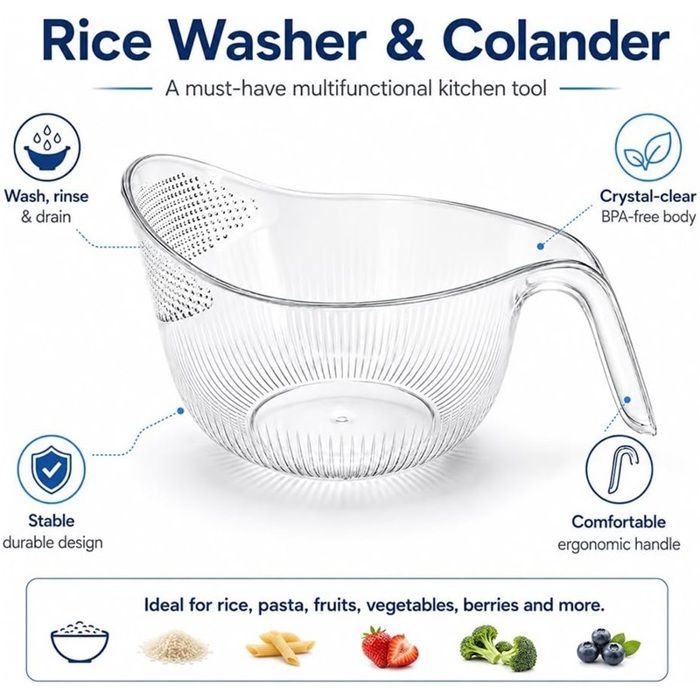 Rice Washer & Colander
A must-have multifunctional kitchen tool
Wash, rinse
& drain
Crystal-clear
BPA-free body
Stable
durable design
Comfortable
ergonomic handle
Ideal for rice, pasta, fruits, vegetables, berries and more.